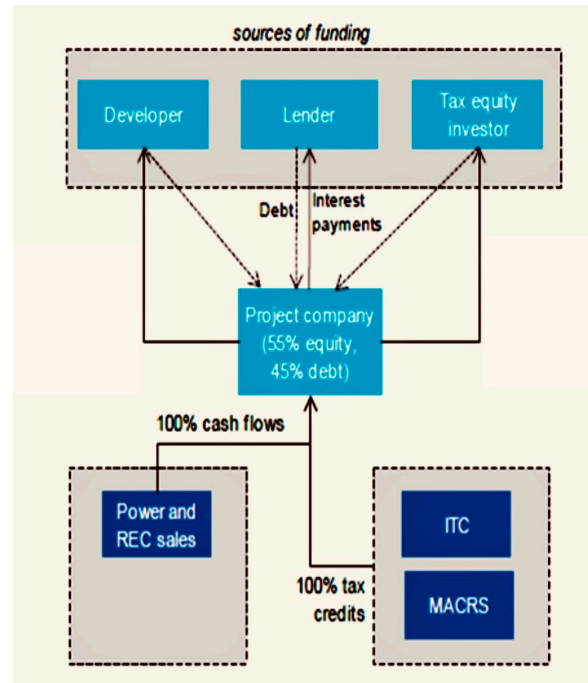 sources of funding
Developer
Lender
Tax equity
investor
Debt
Interest
payments
Project company
(55% equity,
45% debt)
100% cash flows
Power and
REC sales
ITC
MACRS
100% tax
credits